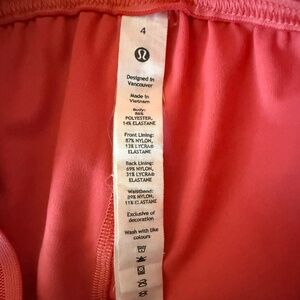 4
Designed in
Vancouver
Made in
Vietnam
Body:
86%
POLYESTER,
14% ELASTANE
Front Lining:
87% NYLON,
13% LYCRA®
ELASTANE
Back Lining:
69% NYLON,
31% LYCRA®
ELASTANE
Waistband:
89% NYLON,
11% ELASTANE
Exclusive of
decoration
Wash with like
colours